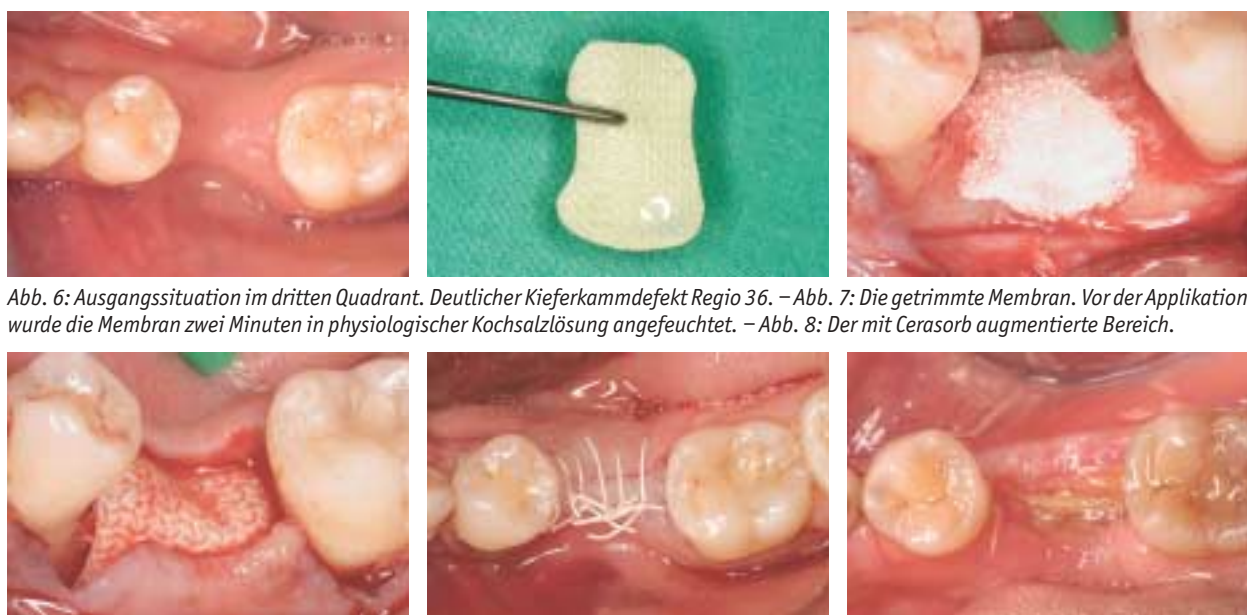 Abb. 6: Ausgangssituation im dritten Quadrant. Deutlicher Kieferkammdefekt Regio 36. – Abb. 7: Die getrimmte Membran. Vor der Applikation
wurde die Membran zwei Minuten in physiologischer Kochsalzlösung angefeuchtet. – Abb. 8: Der mit Cerasorb augmentierte Bereich.